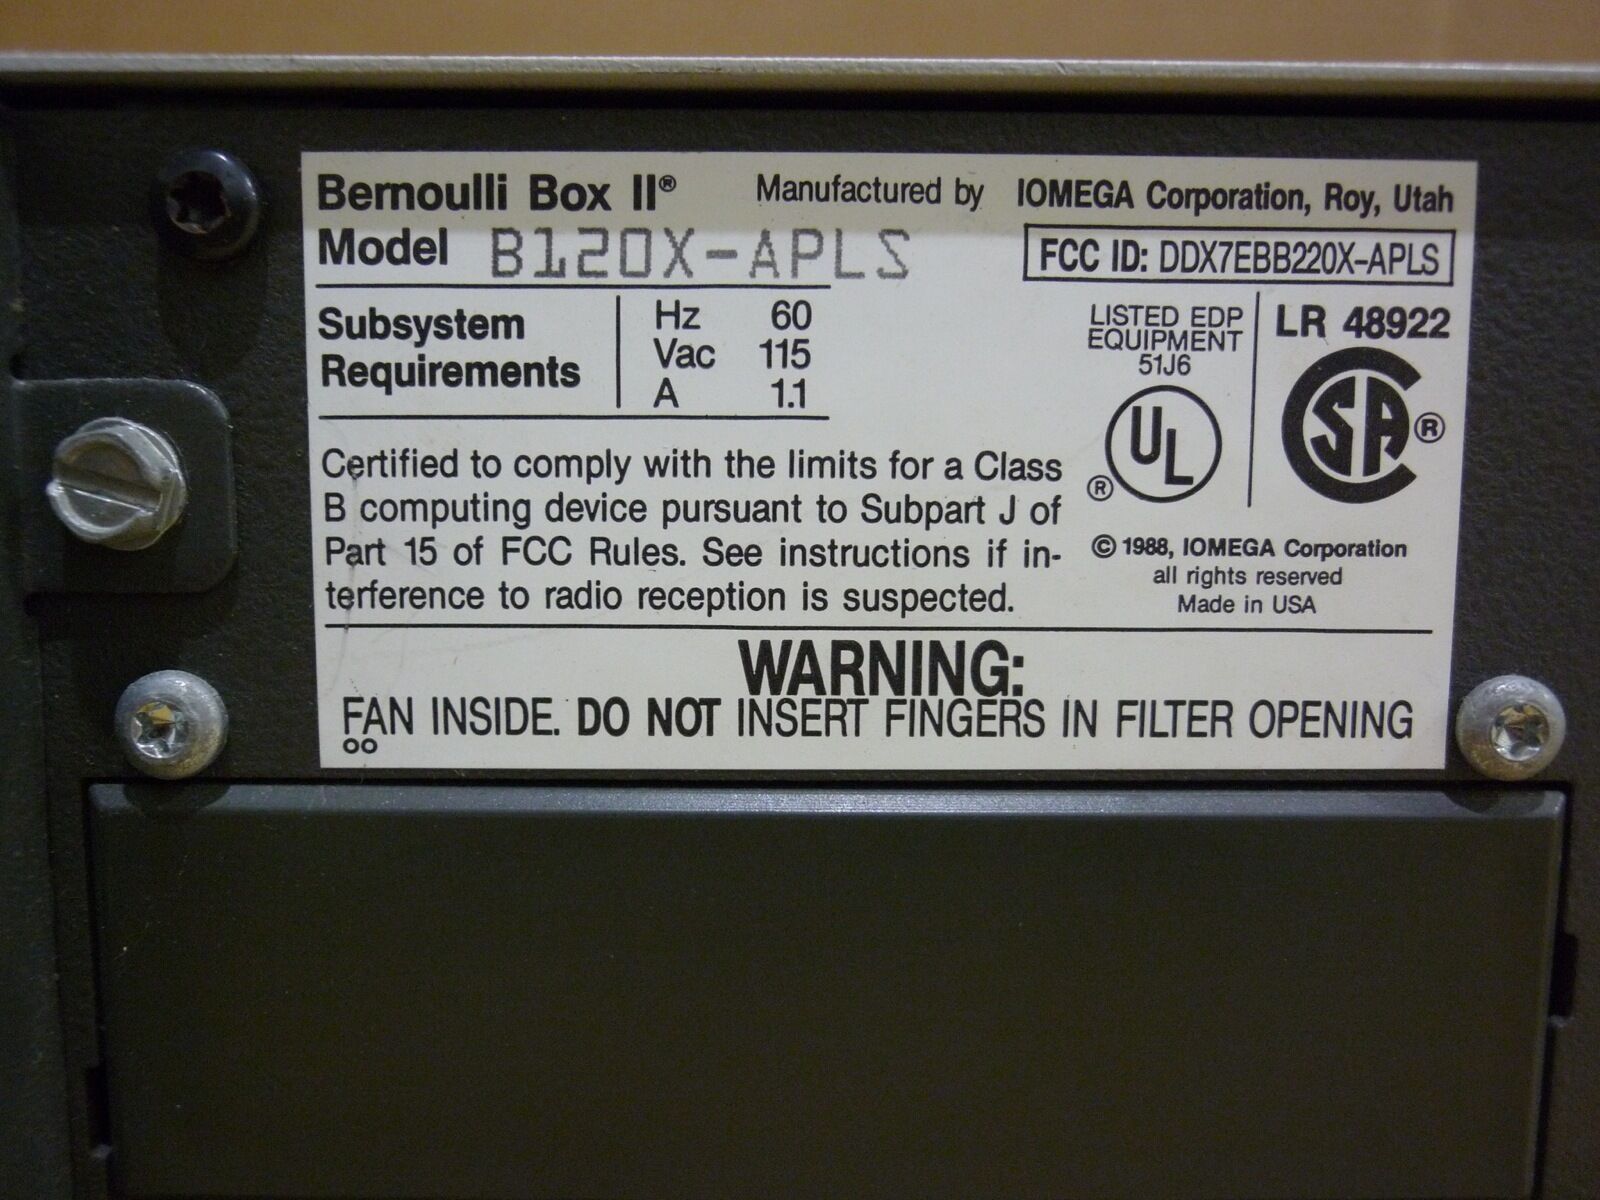 Bernoulli Box II® Manufactured by IOMEGA Corporation, Roy, Utah
Model B120X-APLS
FCC ID: DDX7EBB220X-APLS
Subsystem Requirements
Hz 60
Vac 115
A 1.1
LISTED EDP
EQUIPMENT
51J6
UL ®
LR 48922
CSA ®
Certified to comply with the limits for a Class
B computing device pursuant to Subpart J of
Part 15 of FCC Rules. See instructions if in-
terference to radio reception is suspected.
© 1988, IOMEGA Corporation
all rights reserved
Made in USA
WARNING:
FAN INSIDE. DO NOT INSERT FINGERS IN FILTER OPENING
OO